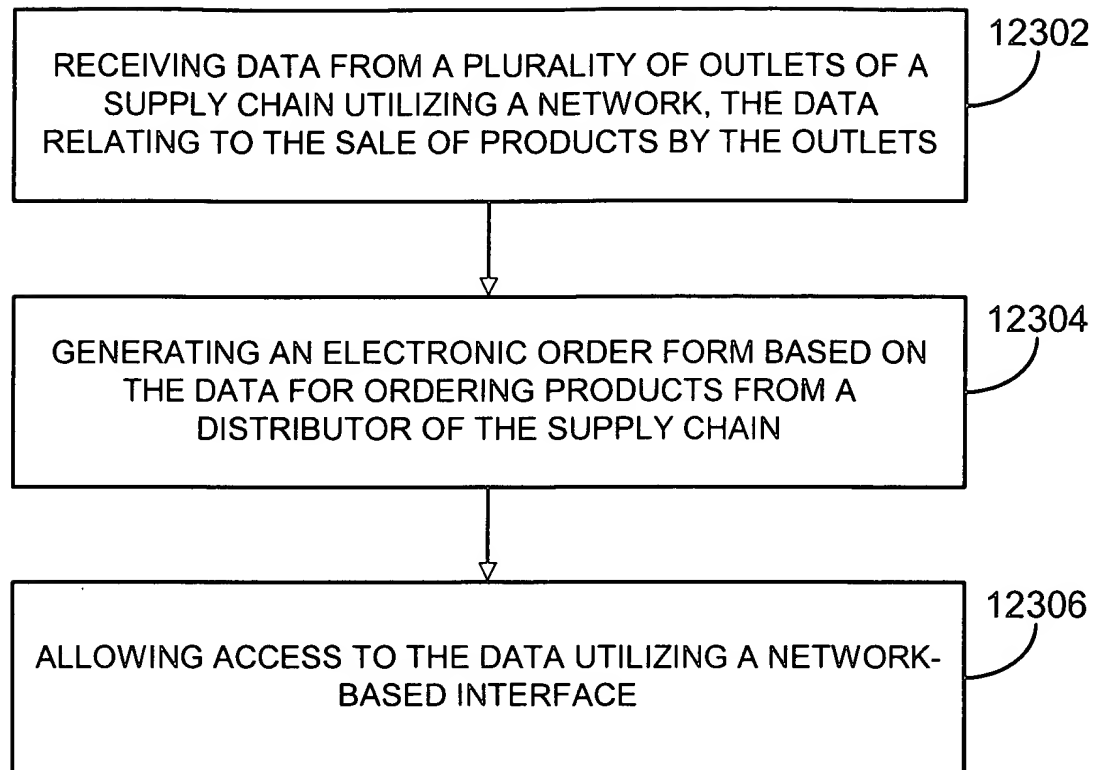 12302
RECEIVING DATA FROM A PLURALITY OF OUTLETS OF A
SUPPLY CHAIN UTILIZING A NETWORK, THE DATA
RELATING TO THE SALE OF PRODUCTS BY THE OUTLETS
12304
GENERATING AN ELECTRONIC ORDER FORM BASED ON
THE DATA FOR ORDERING PRODUCTS FROM A
DISTRIBUTOR OF THE SUPPLY CHAIN
12306
ALLOWING ACCESS TO THE DATA UTILIZING A NETWORK-
BASED INTERFACE